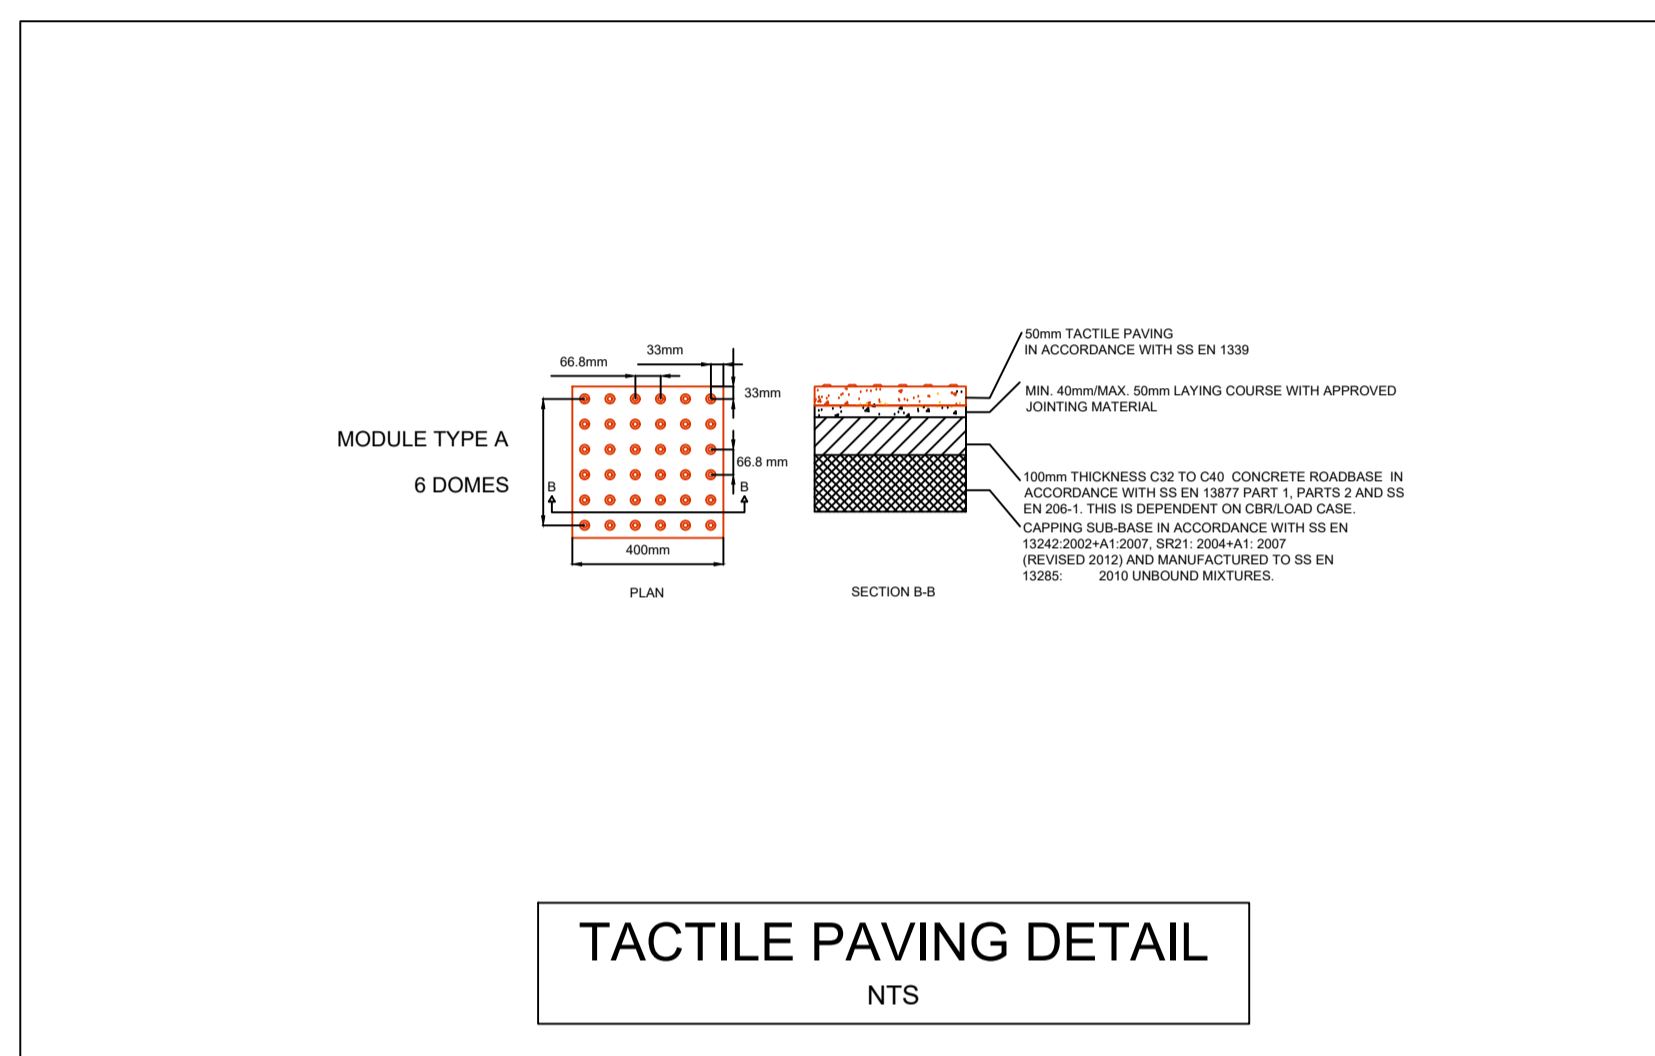 MODULE TYPE A
6 DOMES
66.8mm
33mm
33mm
66.8 mm
B
B
400mm
PLAN
SECTION B-B
50mm TACTILE PAVING
IN ACCORDANCE WITH SS EN 1339
MIN. 40mm/MAX. 50mm LAYING COURSE WITH APPROVED
JOINTING MATERIAL
100mm THICKNESS C32 TO C40 CONCRETE ROADBASE IN
ACCORDANCE WITH SS EN 13877 PART 1, PARTS 2 AND SS
EN 206-1. THIS IS DEPENDENT ON CBR/LOAD CASE.
CAPPING SUB-BASE IN ACCORDANCE WITH SS EN
13242:2002+A1:2007, SR21: 2004+A1: 2007
(REVISED 2012) AND MANUFACTURED TO SS EN
13285: 2010 UNBOUND MIXTURES.
TACTILE PAVING DETAIL
NTS